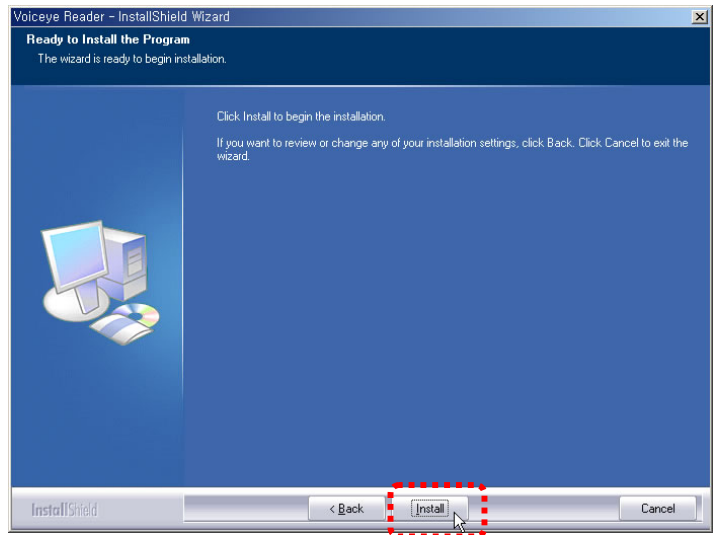 Voiceye Reader - InstallShield Wizard
Ready to Install the Program
The wizard is ready to begin installation.
Click Install to begin the installation.
If you want to review or change any of your installation settings, click Back. Click Cancel to exit the
wizard.
InstallShield
< Back
Install
Cancel